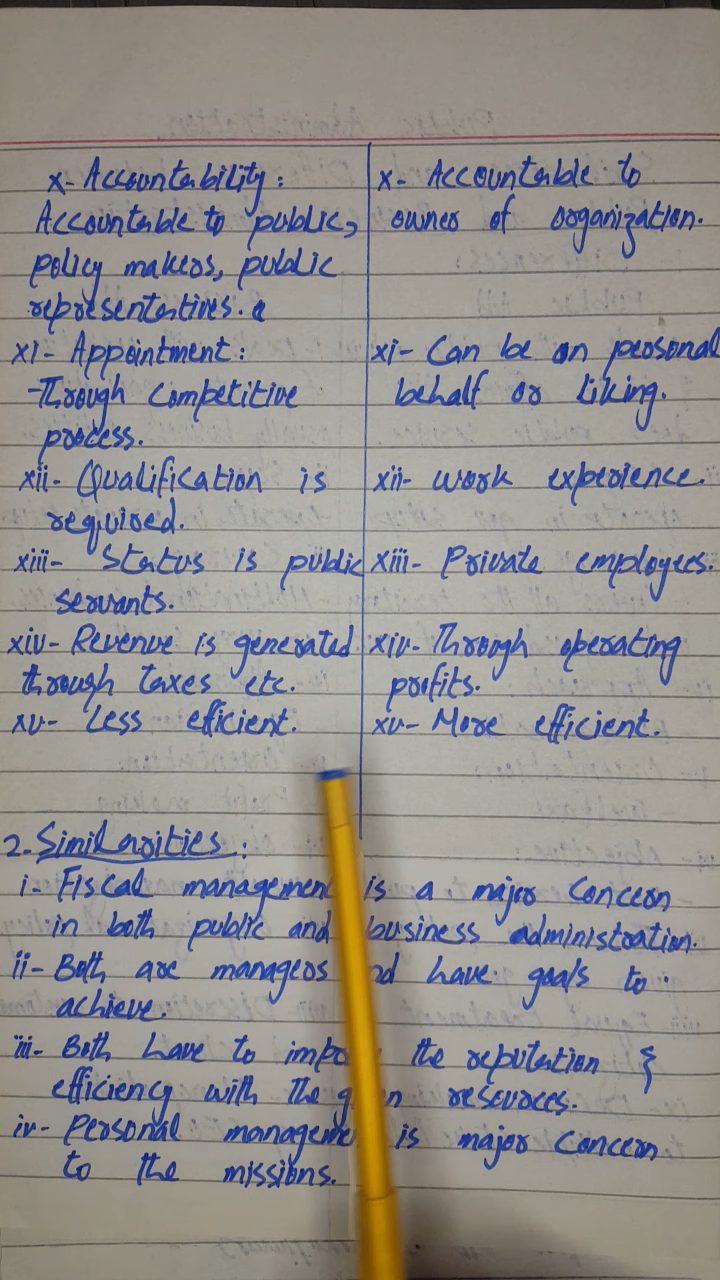 x- Accountability:
Accountable to public,
policy makers, public
representatives.
xi- Appointment:
-Through Competitive
process.
xii- Qualification is
required.
xiii- Status is public
servants.
xiv- Revenue is generated
through taxes etc.
xv- Less efficient.
x- Accountable to
owner of organization.
xi- Can be on personal
behalf or liking.
xii- work experience.
xiii- Private employees.
xiv- Through operating
profits.
xv- More efficient.
2. Similarities:
i- Fiscal managemen is a major Concern
in both public and business administration.
ii- Both are managers nd have goals to
achieve.
iii- Both have to impo the reputation &
efficiency with the g n resources.
iv- Personal manageme is major Concern
to the missions.